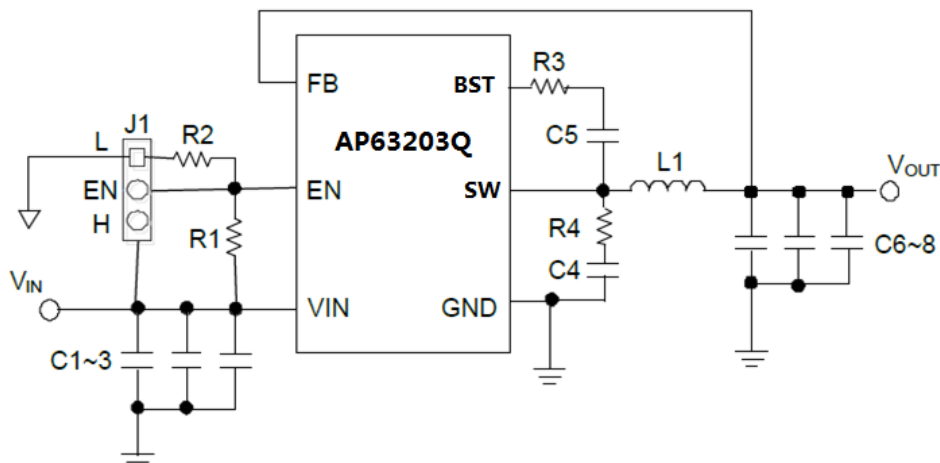 FB
BST
R3
J1
L
R2
AP63203Q
C5
L1
VOUT
EN
EN
SW
H
R1
R4
C6~8
C4
VIN
VIN
GND
C1~3